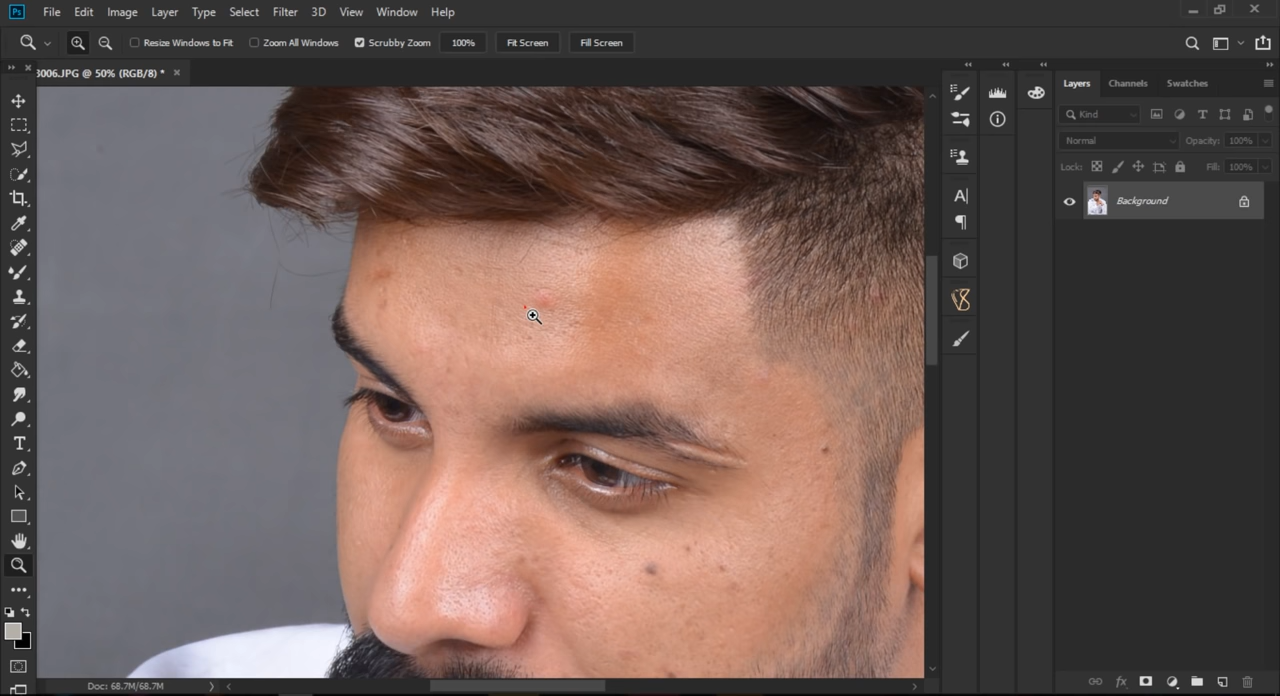 Ps File Edit Image Layer Type Select Filter 3D View Window Help
Resize Windows to Fit Zoom All Windows Scrubby Zoom 100% Fit Screen Fill Screen
3006.JPG @ 50% (RGB/8) *
Layers Channels Swatches
Kind
Normal Opacity: 100%
Lock: Fill: 100%
Background
Doc: 68.7M/68.7M